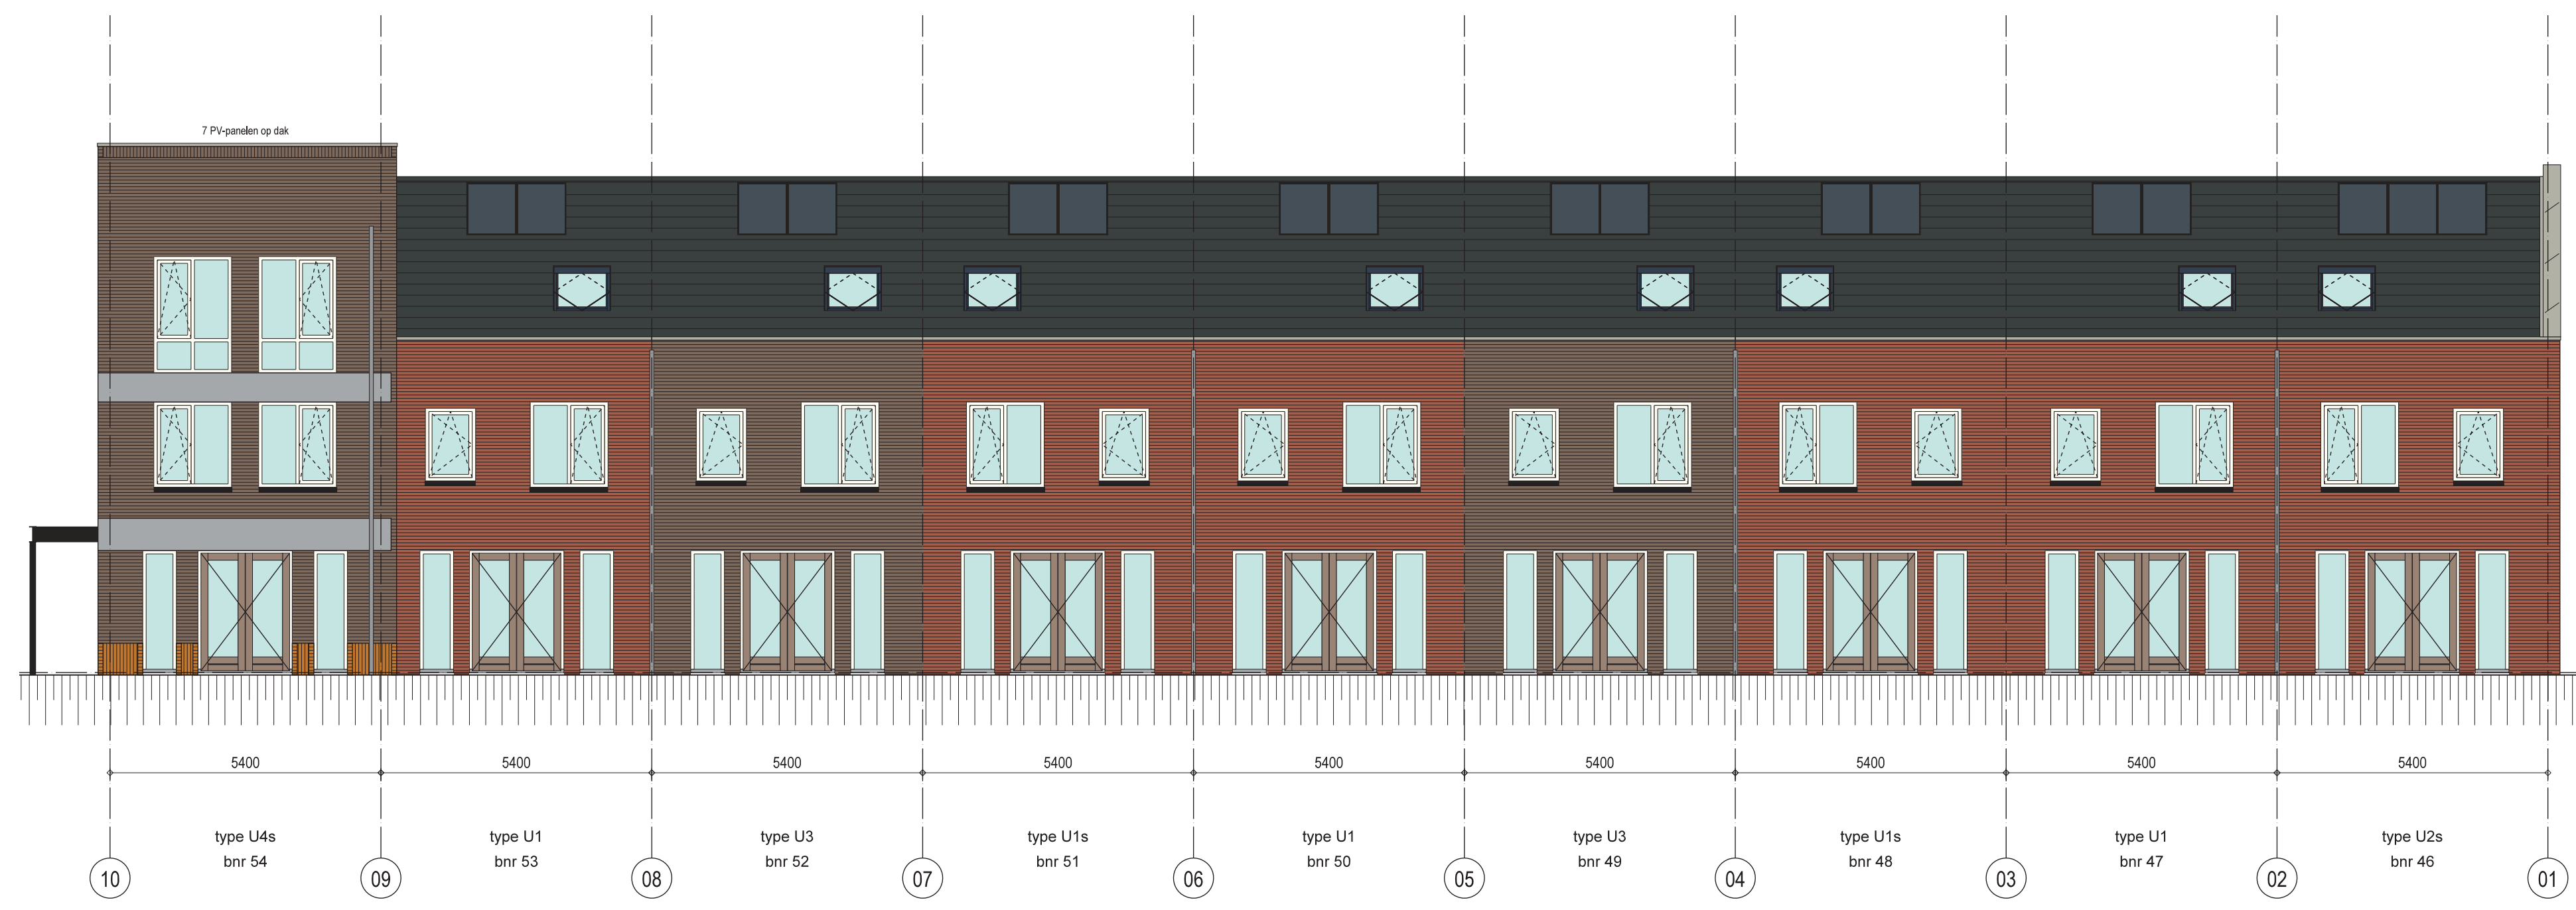 7 PV-panelen op dak
5400 5400 5400 5400 5400 5400 5400 5400 5400
type U4s type U1 type U3 type U1s type U1 type U3 type U1s type U1 type U2s
bnr 54 bnr 53 bnr 52 bnr 51 bnr 50 bnr 49 bnr 48 bnr 47 bnr 46
10 09 08 07 06 05 04 03 02 01